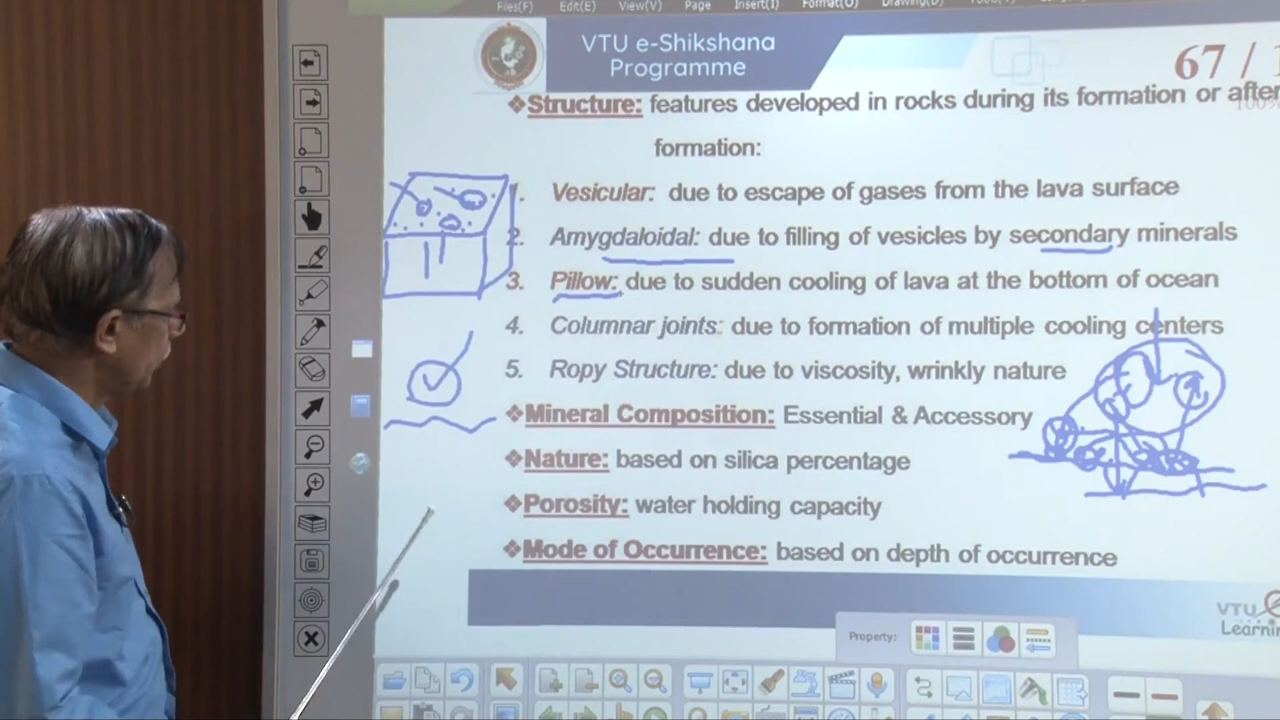 Files(F) Edit(E) View(V) Page Insert(I) Format(O) Drawing(D)
VTU e-Shikshana
Programme
67 / 1
100%
❖Structure: features developed in rocks during its formation or after
formation:
1. Vesicular: due to escape of gases from the lava surface
2. Amygdaloidal: due to filling of vesicles by secondary minerals
3. Pillow: due to sudden cooling of lava at the bottom of ocean
4. Columnar joints: due to formation of multiple cooling centers
5. Ropy Structure: due to viscosity, wrinkly nature
❖Mineral Composition: Essential & Accessory
❖Nature: based on silica percentage
❖Porosity: water holding capacity
❖Mode of Occurrence: based on depth of occurrence
VTU
Learnin
Property: